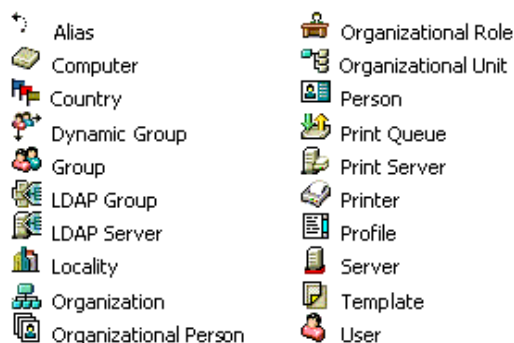 Alias
Computer
Country
Dynamic Group
Group
LDAP Group
LDAP Server
Locality
Organization
Organizational Person
Organizational Role
Organizational Unit
Person
Print Queue
Print Server
Printer
Profile
Server
Template
User